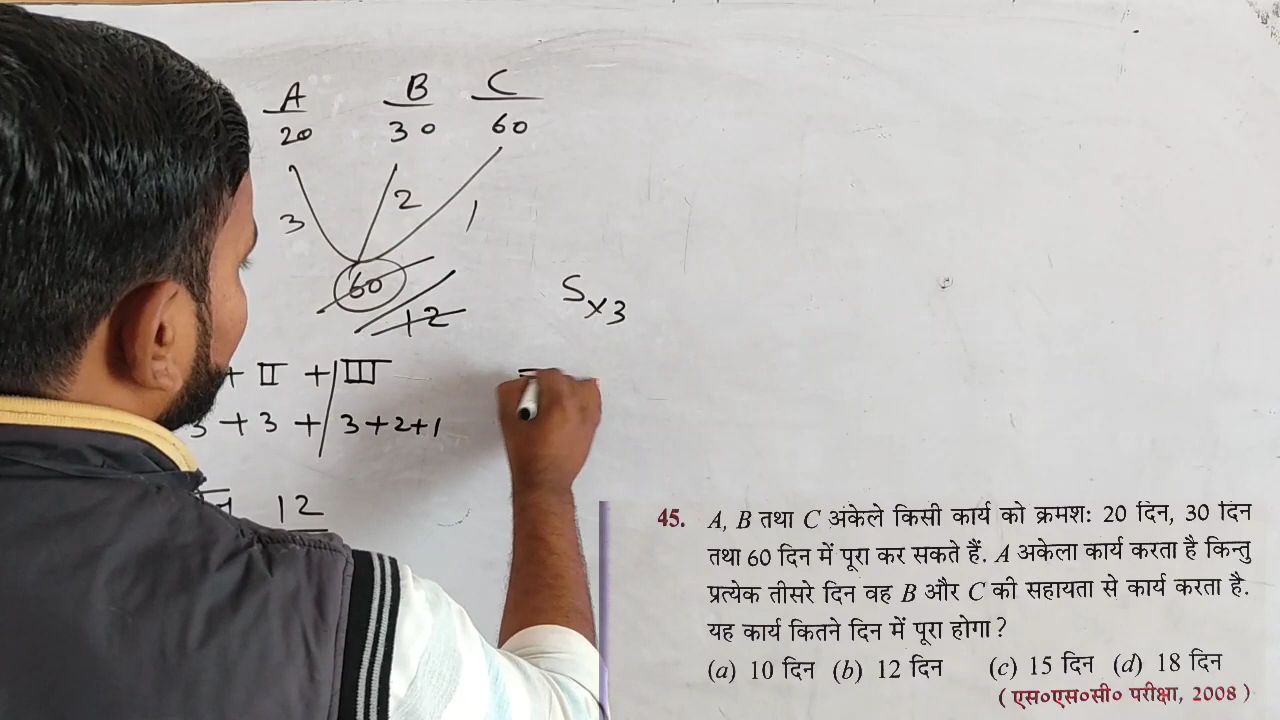 A B C
20 30 60
3 2 1
60
12
5×3
+ II + III
3 + 3 + 3+2+1
12
45. A, B तथा C अकेले किसी कार्य को क्रमश: 20 दिन, 30 दिन
तथा 60 दिन में पूरा कर सकते हैं. A अकेला कार्य करता है किन्तु
प्रत्येक तीसरे दिन वह B और C की सहायता से कार्य करता है.
यह कार्य कितने दिन में पूरा होगा ?
(a) 10 दिन (b) 12 दिन (c) 15 दिन (d) 18 दिन
( एस०एस०सी० परीक्षा, 2008 )